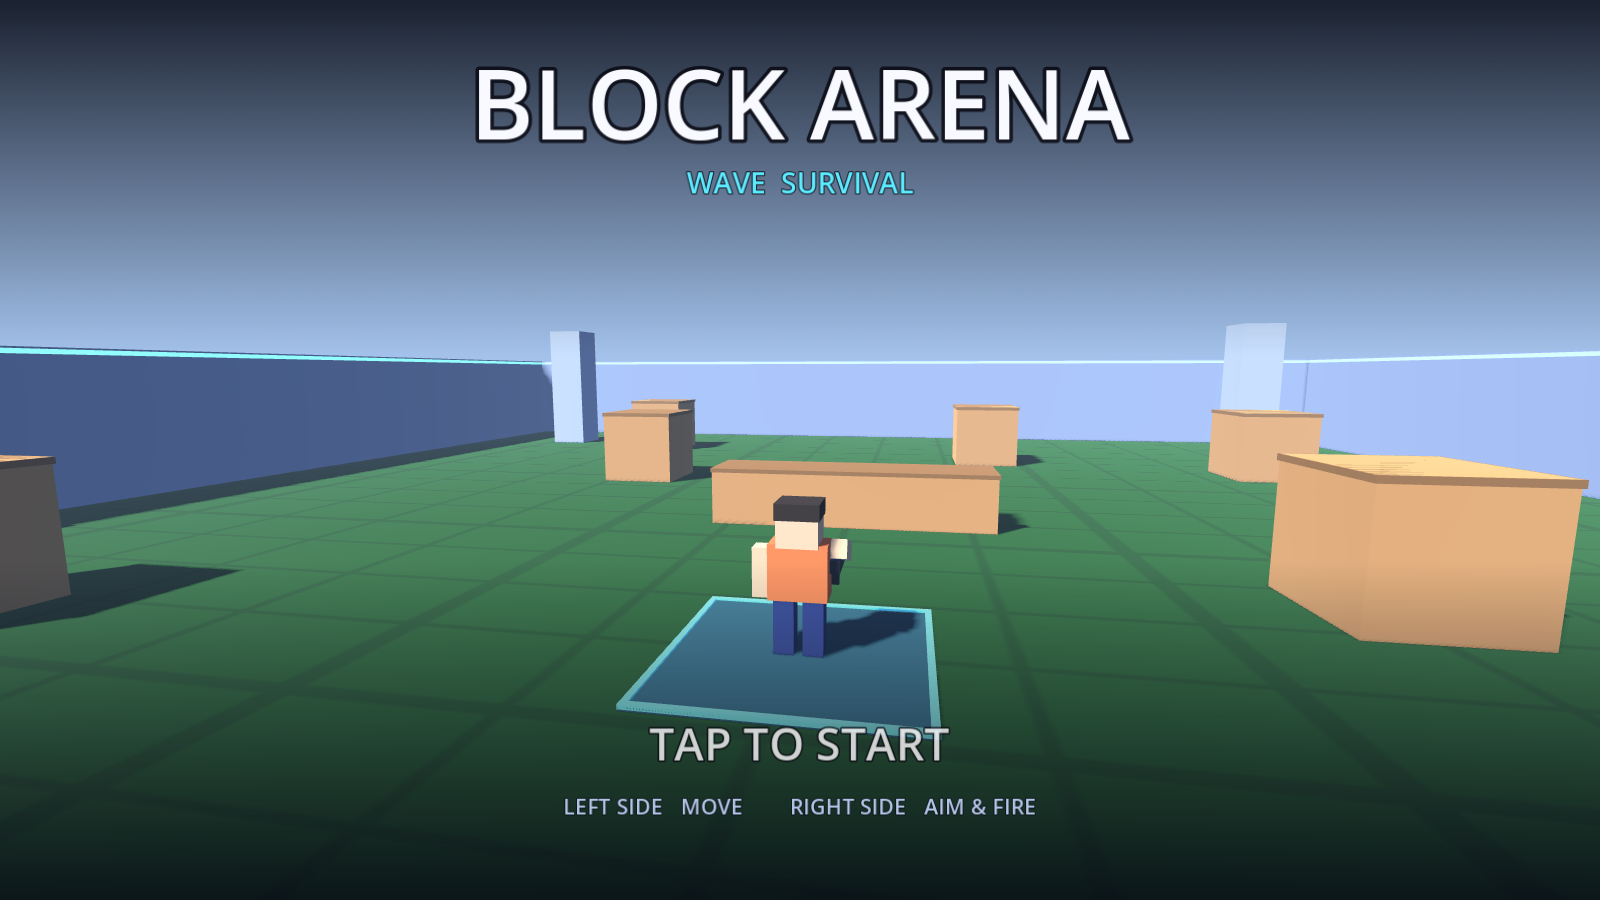 BLOCK ARENA
WAVE SURVIVAL
TAP TO START
LEFT SIDE MOVE RIGHT SIDE AIM & FIRE